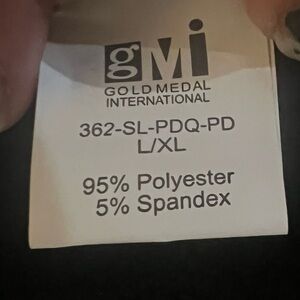 gMi
GOLD MEDAL
INTERNATIONAL
362-SL-PDQ-PD
L/XL
95% Polyester
5% Spandex